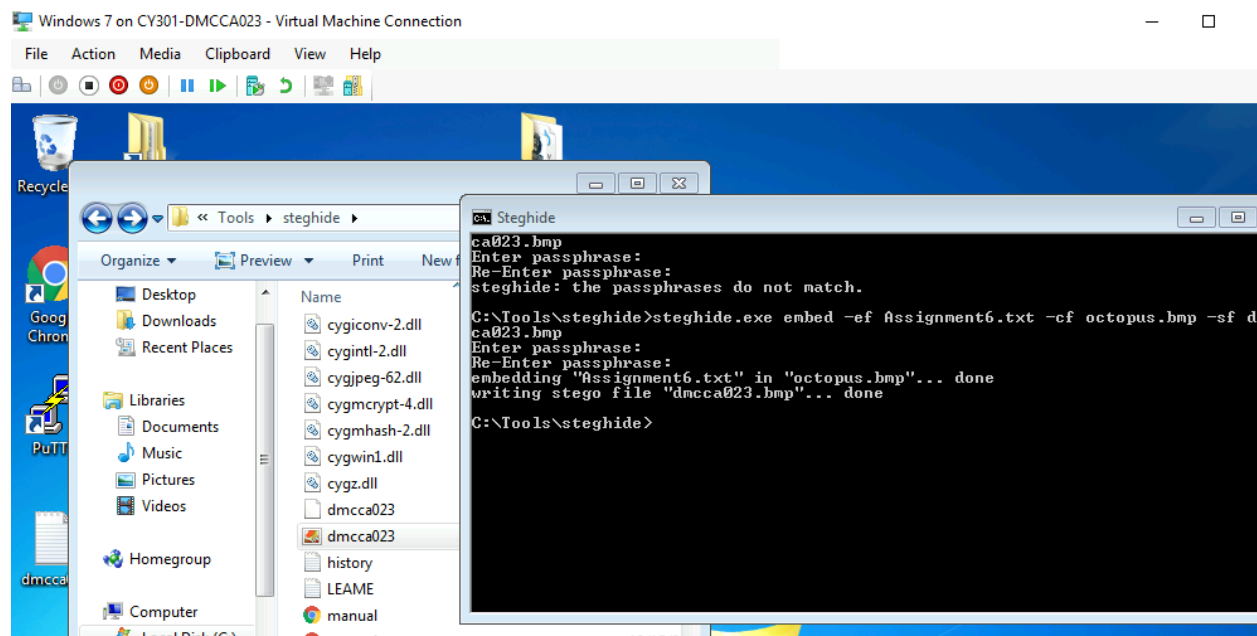 Windows 7 on CY301-DMCCA023 - Virtual Machine Connection
File Action Media Clipboard View Help
Recycle
« Tools steghide
Organize Preview Print New f
Desktop
Downloads
Recent Places
Libraries
Documents
Music
Pictures
Videos
Homegroup
Computer
Local Disk (C:)
Name
cygiconv-2.dll
cygintl-2.dll
cygjpeg-62.dll
cygmcrypt-4.dll
cygmhash-2.dll
cygwin1.dll
cygz.dll
dmcca023
dmcca023
history
LEAME
manual
Goog
Chron
PuTT
dmcca
C:\. Steghide
ca023.bmp
Enter passphrase:
Re-Enter passphrase:
steghide: the passphrases do not match.
C:\Tools\steghide>steghide.exe embed -ef Assignment6.txt -cf octopus.bmp -sf d
ca023.bmp
Enter passphrase:
Re-Enter passphrase:
embedding "Assignment6.txt" in "octopus.bmp"... done
writing stego file "dmcca023.bmp"... done
C:\Tools\steghide>